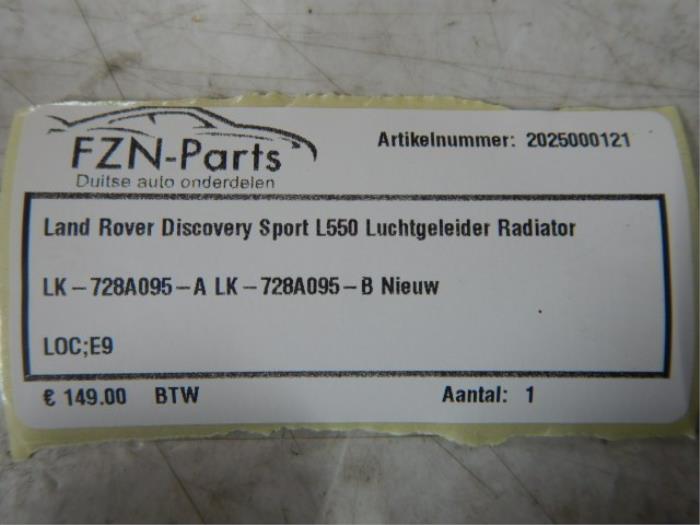 FZN-Parts
Duitse auto onderdelen
Artikelnummer: 2025000121
Land Rover Discovery Sport L550 Luchtgeleider Radiator
LK-728A095-A LK-728A095-B Nieuw
LOC;E9
€ 149.00 BTW Aantal: 1